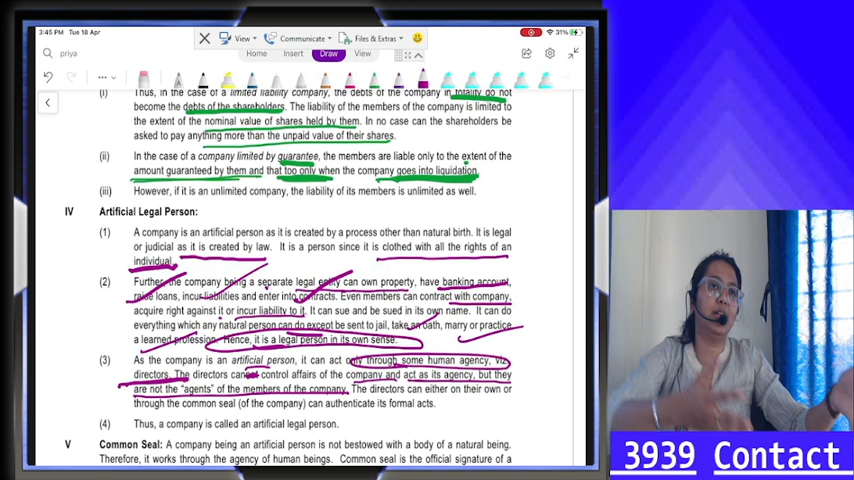 3:45 PM Tue 18 Apr
31%
View
Communicate
Files & Extras
priya
Home Insert Draw View
(i) Thus, in the case of a limited liability company, the debts of the company in totality do not
become the debts of the shareholders. The liability of the members of the company is limited to
the extent of the nominal value of shares held by them. In no case can the shareholders be
asked to pay anything more than the unpaid value of their shares.
(ii) In the case of a company limited by guarantee, the members are liable only to the extent of the
amount guaranteed by them and that too only when the company goes into liquidation.
(iii) However, if it is an unlimited company, the liability of its members is unlimited as well.
IV Artificial Legal Person:
(1) A company is an artificial person as it is created by a process other than natural birth. It is legal
or judicial as it is created by law. It is a person since it is clothed with all the rights of an
individual.
(2) Further, the company being a separate legal entity can own property, have banking account,
raise loans, incur liabilities and enter into contracts. Even members can contract with company,
acquire right against it or incur liability to it. It can sue and be sued in its own name. It can do
everything which any natural person can do except be sent to jail, take an oath, marry or practice
a learned profession. Hence, it is a legal person in its own sense.
(3) As the company is an artificial person, it can act only through some human agency, viz.
directors. The directors cannot control affairs of the company and act as its agency, but they
are not the "agents" of the members of the company. The directors can either on their own or
through the common seal (of the company) can authenticate its formal acts.
(4) Thus, a company is called an artificial legal person.
V Common Seal: A company being an artificial person is not bestowed with a body of a natural being.
Therefore, it works through the agency of human beings. Common seal is the official signature of a
3939 Contact